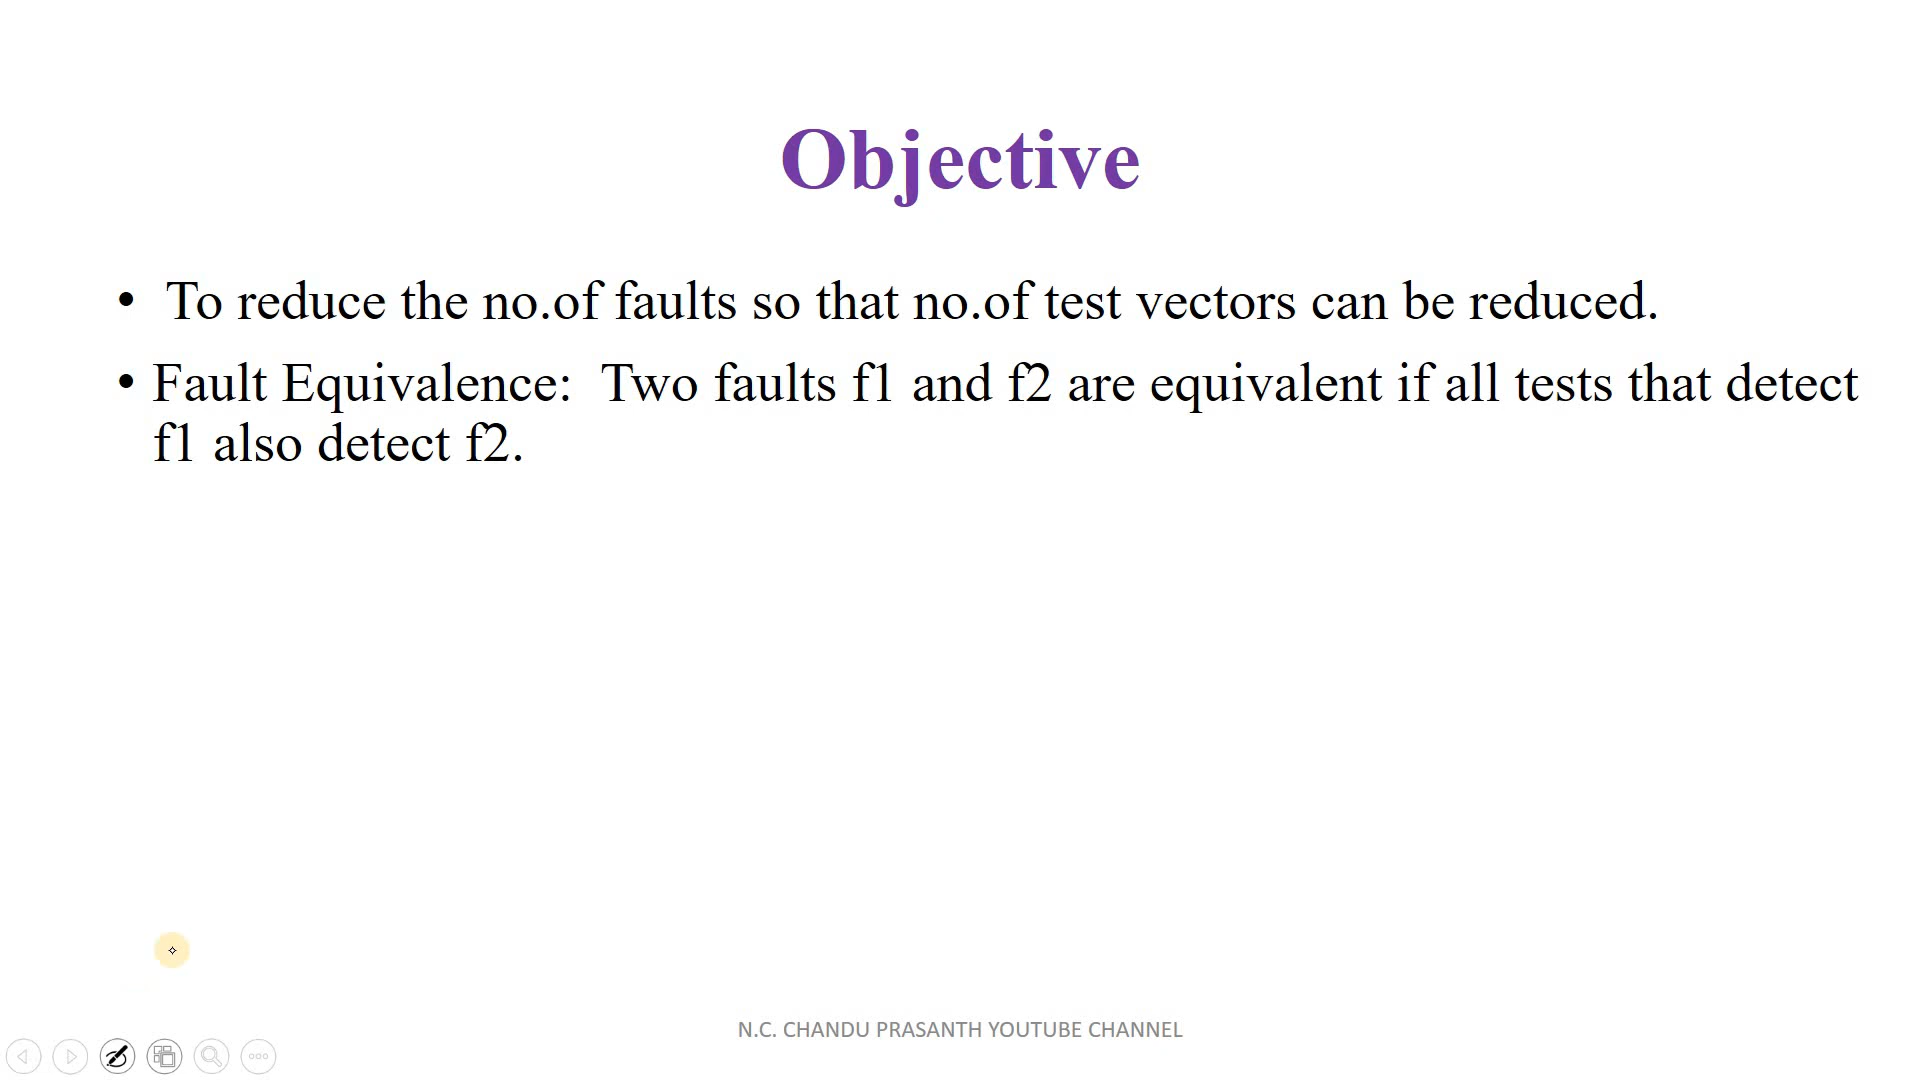 Objective
• To reduce the no.of faults so that no.of test vectors can be reduced.
• Fault Equivalence: Two faults f1 and f2 are equivalent if all tests that detect
f1 also detect f2.
N.C. CHANDU PRASANTH YOUTUBE CHANNEL